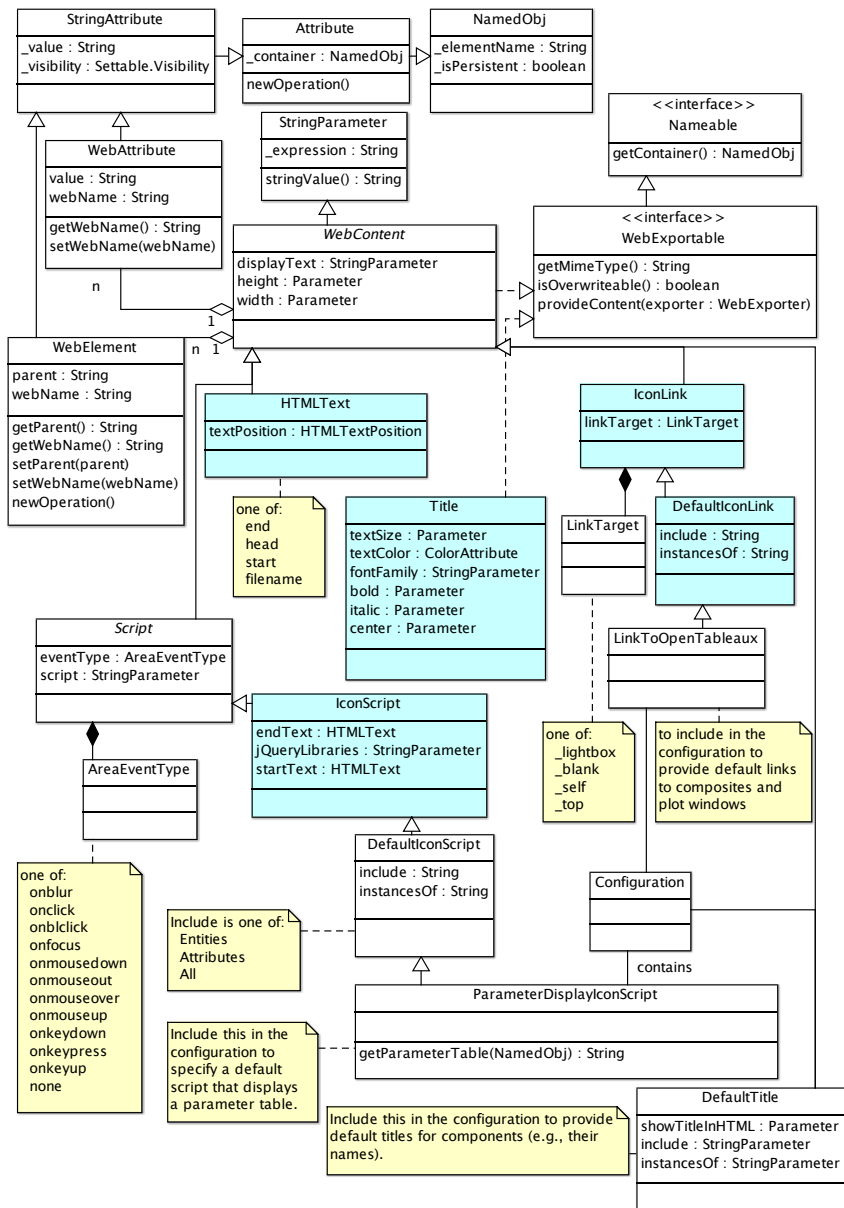 StringAttribute
_value : String
_visibility : Settable.Visibility
Attribute
_container : NamedObj
newOperation()
NamedObj
_elementName : String
_isPersistent : boolean
StringParameter
_expression : String
stringValue() : String
<<interface>>
Nameable
getContainer() : NamedObj
WebAttribute
value : String
webName : String
getWebName() : String
setWebName(webName)
n
1
WebContent
displayText : StringParameter
height : Parameter
width : Parameter
<<interface>>
WebExportable
getMimeType() : String
isOverwriteable() : boolean
provideContent(exporter : WebExporter)
n
1
WebElement
parent : String
webName : String
getParent() : String
getWebName() : String
setParent(parent)
setWebName(webName)
newOperation()
HTMLText
textPosition : HTMLTextPosition
one of:
end
head
start
filename
Title
textSize : Parameter
textColor : ColorAttribute
fontFamily : StringParameter
bold : Parameter
italic : Parameter
center : Parameter
IconLink
linkTarget : LinkTarget
LinkTarget
DefaultIconLink
include : String
instancesOf : String
LinkToOpenTableaux
one of:
_lightbox
_blank
_self
_top
to include in the
configuration to
provide default links
to composites and
plot windows
Script
eventType : AreaEventType
script : StringParameter
IconScript
endText : HTMLText
jQueryLibraries : StringParameter
startText : HTMLText
AreaEventType
one of:
onblur
onclick
onblclick
onfocus
onmousedown
onmouseout
onmouseover
onmouseup
onkeydown
onkeypress
onkeyup
none
DefaultIconScript
include : String
instancesOf : String
Include is one of:
Entities
Attributes
All
Configuration
contains
ParameterDisplayIconScript
getParameterTable(NamedObj) : String
Include this in the
configuration to
specify a default
script that displays
a parameter table.
Include this in the configuration to provide
default titles for components (e.g., their
names).
DefaultTitle
showTitleInHTML : Parameter
include : StringParameter
instancesOf : StringParameter